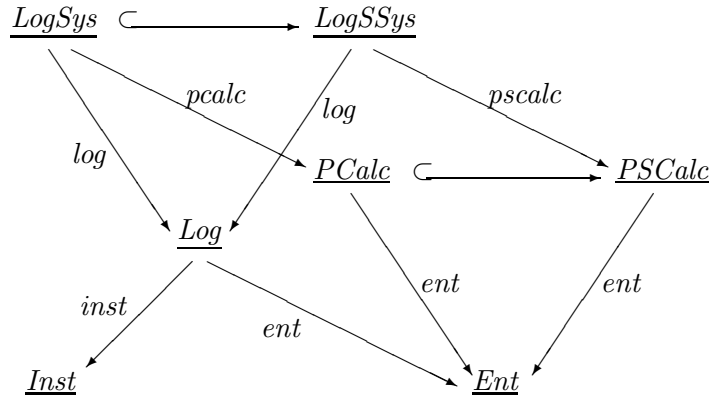 LogSys LogSSys
pcalc pscalc
log
log
PCalc PSCalc
Log
ent ent
inst
ent
Inst Ent